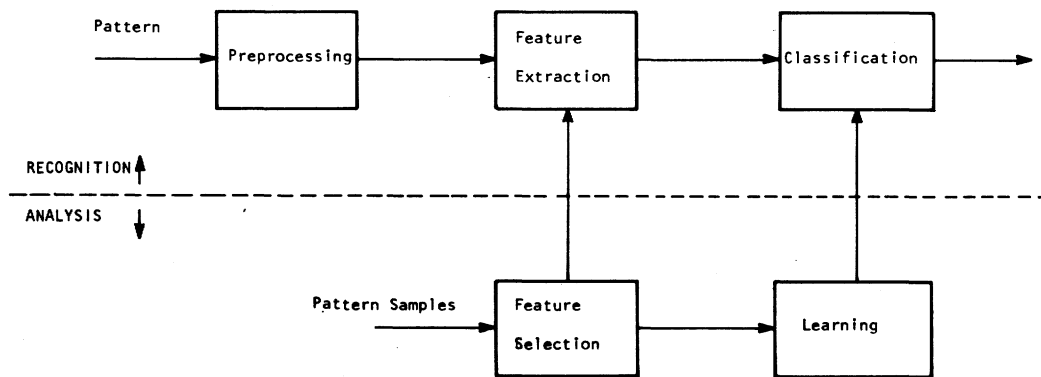 Pattern
Preprocessing
Feature
Extraction
Classification
RECOGNITION
ANALYSIS
Pattern Samples
Feature
Selection
Learning